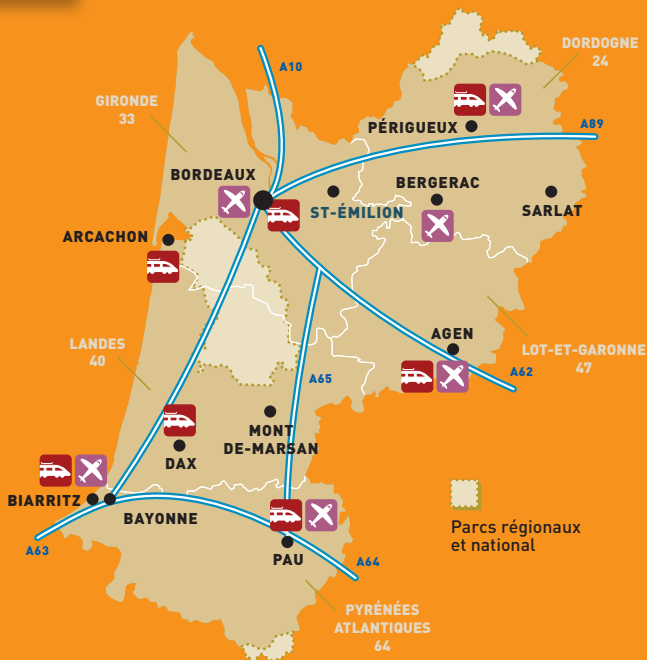 DORDOGNE
24
A10
GIRONDE
33
PÉRIGUEUX
A89
BORDEAUX
BERGERAC
ST-ÉMILION
SARLAT
ARCACHON
AGEN
LANDES
40
LOT-ET-GARONNE
47
A62
A65
MONT
DE-MARSAN
DAX
BIARRITZ
BAYONNE
Parcs régionaux
et national
A63
PAU
A64
PYRÉNÉES
ATLANTIQUES
64